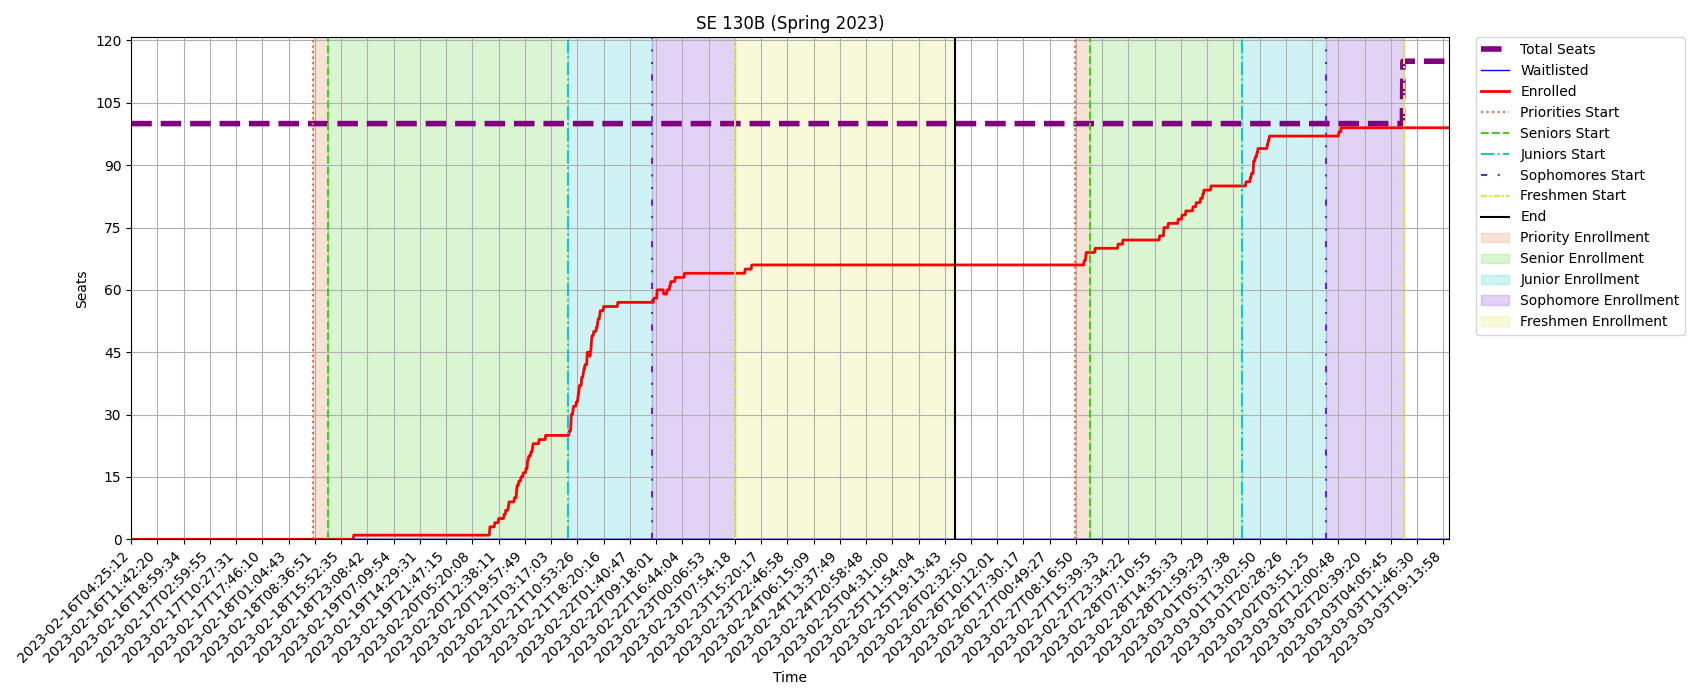 SE 130B (Spring 2023)
120
105
90
75
60
45
30
15
0
Seats
2023-02-16T04:25:12
2023-02-16T11:42:20
2023-02-16T18:59:34
2023-02-17T02:59:55
2023-02-17T10:27:31
2023-02-17T17:46:10
2023-02-18T01:04:43
2023-02-18T08:36:51
2023-02-18T15:52:35
2023-02-18T23:08:42
2023-02-19T07:09:54
2023-02-19T14:29:31
2023-02-19T21:47:15
2023-02-20T05:20:08
2023-02-20T12:38:11
2023-02-20T19:57:49
2023-02-21T03:17:03
2023-02-21T10:53:26
2023-02-21T18:20:16
2023-02-22T01:40:47
2023-02-22T09:18:01
2023-02-22T16:44:04
2023-02-23T00:06:53
2023-02-23T07:54:18
2023-02-23T15:20:17
2023-02-23T22:46:58
2023-02-24T06:15:09
2023-02-24T13:37:49
2023-02-24T20:58:48
2023-02-25T04:31:00
2023-02-25T11:54:04
2023-02-25T19:13:43
2023-02-26T02:32:50
2023-02-26T10:12:01
2023-02-26T17:30:17
2023-02-27T00:49:27
2023-02-27T08:16:50
2023-02-27T15:39:33
2023-02-27T23:34:22
2023-02-28T07:10:55
2023-02-28T14:35:33
2023-02-28T21:59:29
2023-03-01T05:37:38
2023-03-01T13:02:50
2023-03-01T20:28:26
2023-03-02T03:51:25
2023-03-02T12:00:48
2023-03-02T20:39:20
2023-03-03T04:05:45
2023-03-03T11:46:30
2023-03-03T19:13:58
Time
Total Seats
Waitlisted
Enrolled
Priorities Start
Seniors Start
Juniors Start
Sophomores Start
Freshmen Start
End
Priority Enrollment
Senior Enrollment
Junior Enrollment
Sophomore Enrollment
Freshmen Enrollment